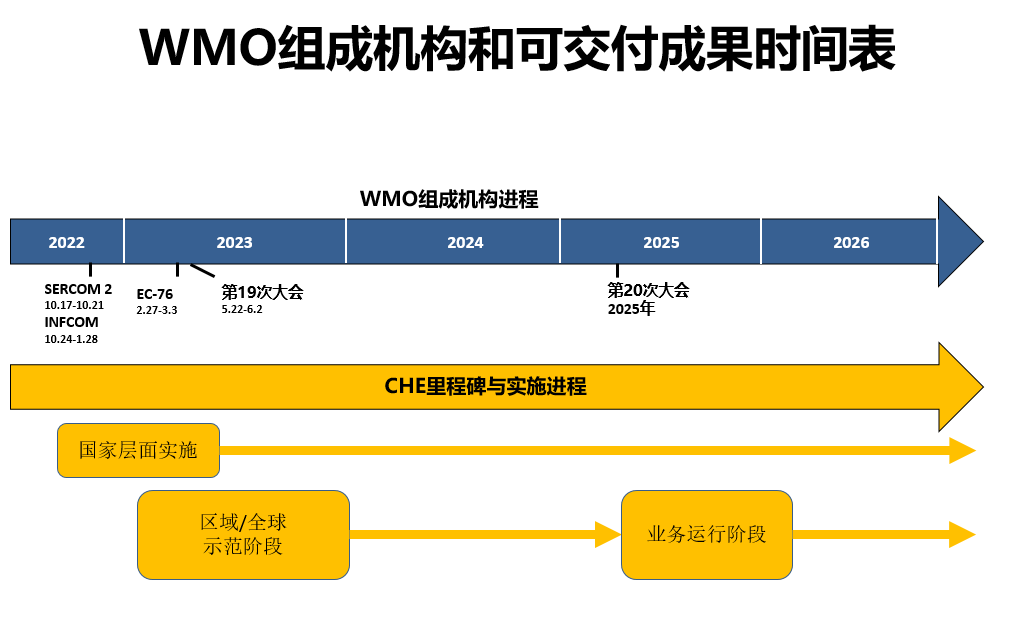 WMO组成机构和可交付成果时间表
WMO组成机构进程
2022
2023
2024
2025
2026
SERCOM 2
10.17-10.21
INFCOM
10.24-1.28
EC-76
2.27-3.3
第19次大会
5.22-6.2
第20次大会
2025年
CHE里程碑与实施进程
国家层面实施
区域/全球
示范阶段
业务运行阶段